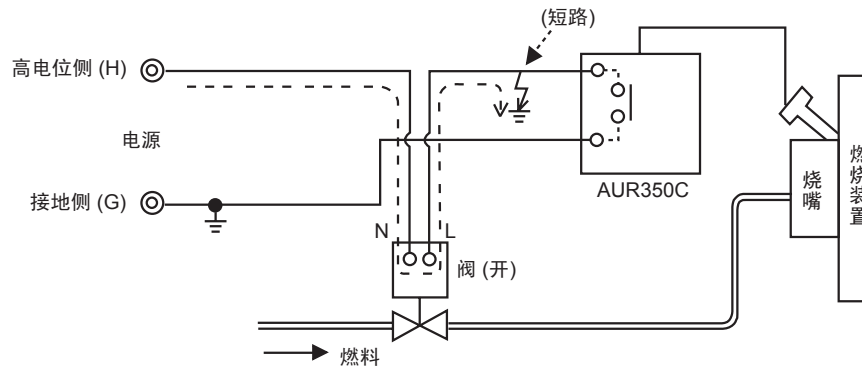 (短路)
高电位侧 (H)
电源
接地侧 (G)
AUR350C
N
L
阀 (开)
烧嘴
燃烧装置
燃料